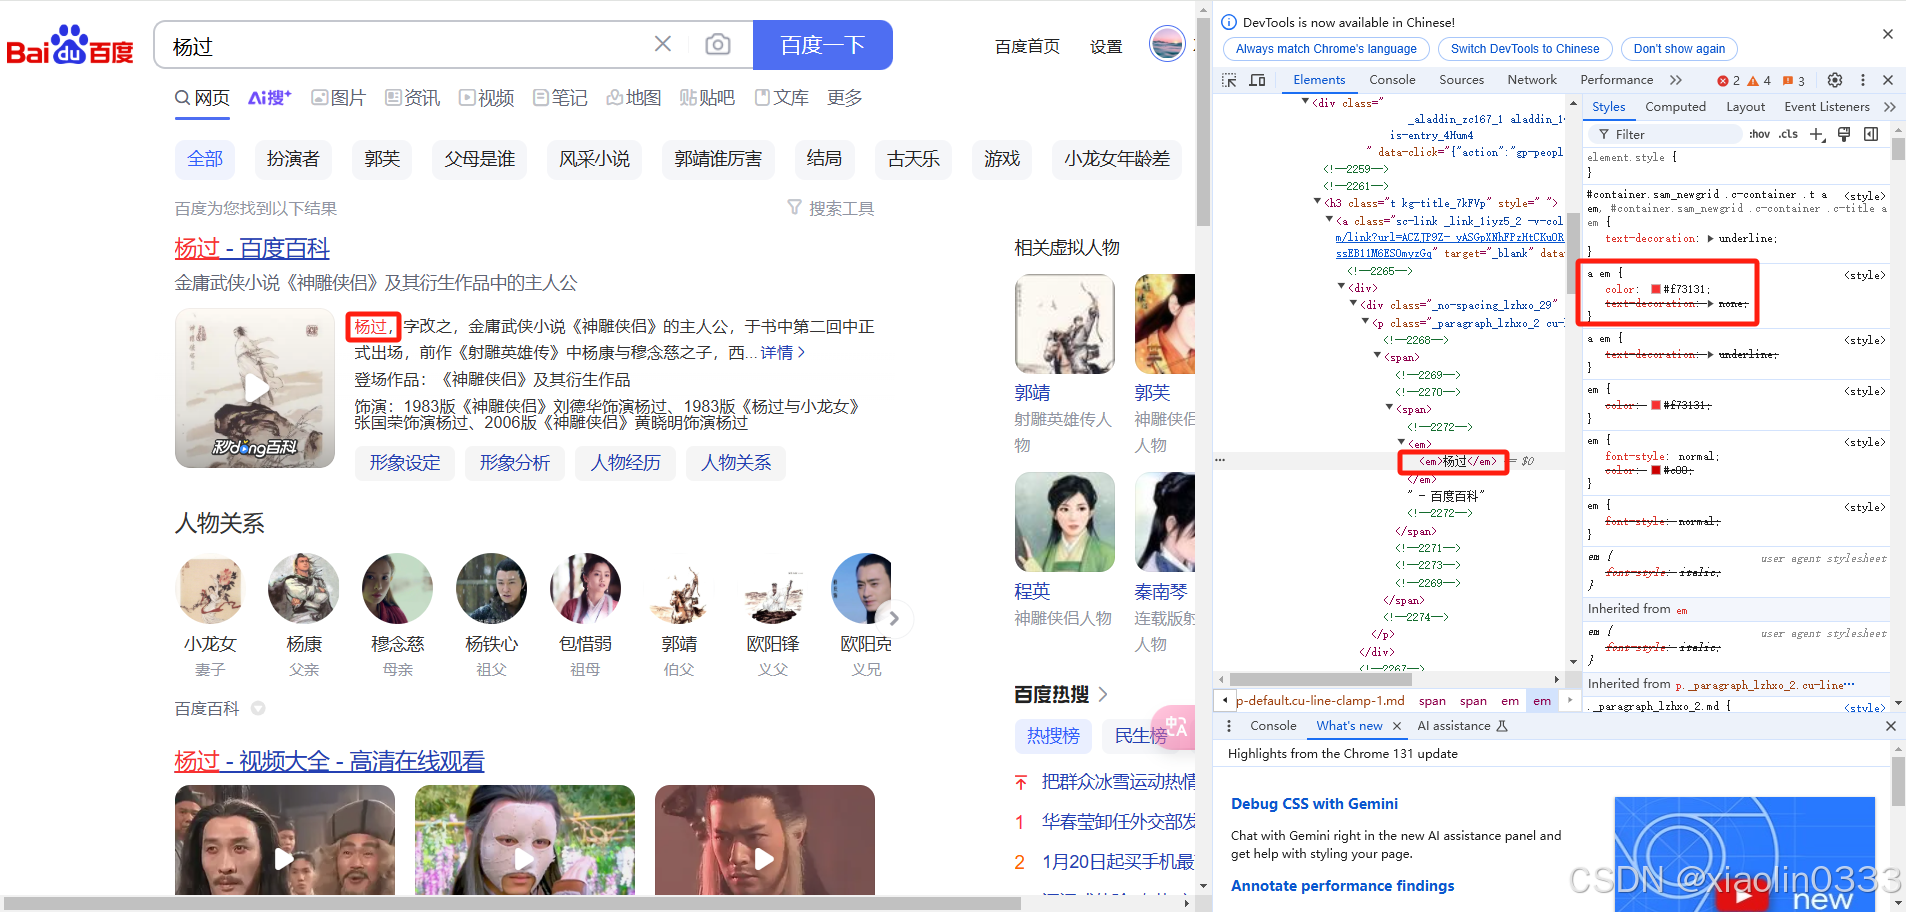 Bai du 百度
杨过
百度一下
百度首页
设置
网页
Ai搜+
图片
资讯
视频
笔记
地图
贴吧
文库
更多
全部
扮演者
郭芙
父母是谁
风采小说
郭靖谁厉害
结局
古天乐
游戏
小龙女年龄差
百度为您找到以下结果
搜索工具
杨过 - 百度百科
金庸武侠小说《神雕侠侣》及其衍生作品中的主人公
杨过，字改之，金庸武侠小说《神雕侠侣》的主人公，于书中第二回中正
式出场，前作《射雕英雄传》中杨康与穆念慈之子，西...详情 >
登场作品：《神雕侠侣》及其衍生作品
饰演：1983版《神雕侠侣》刘德华饰演杨过、1983版《杨过与小龙女》
张国荣饰演杨过、2006版《神雕侠侣》黄晓明饰演杨过
秒dong百科
形象设定
形象分析
人物经历
人物关系
人物关系
小龙女
杨康
穆念慈
杨铁心
包惜弱
郭靖
欧阳锋
欧阳克
妻子
父亲
母亲
祖父
祖母
伯父
义父
义兄
百度百科
杨过 - 视频大全 - 高清在线观看
相关虚拟人物
郭靖
郭芙
射雕英雄传人
物
神雕侠侣
人物
程英
秦南琴
神雕侠侣人物
连载版射
人物
百度热搜 >
热搜榜
民生榜
把群众冰雪运动热情
1 华春莹卸任外交部发
2 1月20日起买手机最
DevTools is now available in Chinese!
Always match Chrome's language
Switch DevTools to Chinese
Don't show again
Elements
Console
Sources
Network
Performance
2
4
3
<div class="
_aladdin_zc167_1 aladdin_1
is-entry_4Hum4
" data-click="{"action":"gp-peopl
<!--2259-->
<!--2261-->
<h3 class="t kg-title_7kFVp" style=" ">
<a class="sc-link _link_1iyz5_2 -v-col
m/link?url=ACZJP9Z-_yASGpXNhFPzHtCKuOR
ssEB11M6ESOmyzGq" target="_blank" data
<!--2265-->
<div>
<div class="_no-spacing_lzhxo_29"
<p class="_paragraph_lzhxo_2 cu-l
<!--2268-->
<span>
<!--2269-->
<!--2270-->
<span>
<!--2272-->
<em>
<em>杨过</em> == $0
</em>
" - 百度百科"
<!--2272-->
</span>
<!--2271-->
<!--2273-->
<!--2269-->
</span>
<!--2274-->
</p>
</div>
<!--2267-->
p-default.cu-line-clamp-1.md
span
span
em
em
Styles
Computed
Layout
Event Listeners
Filter
:hov .cls
element.style {
}
#container.sam_newgrid .c-container .t a <style>
em, #container.sam_newgrid .c-container .c-title a
em {
text-decoration: underline;
}
a em { <style>
color: #f73131;
text-decoration: none;
}
a em { <style>
text-decoration: underline;
}
em { <style>
color: #f73131;
}
em { <style>
font-style: normal;
color: #c00;
}
em { <style>
font-style: normal;
}
em { user agent stylesheet
font-style: italic;
}
Inherited from em
em { user agent stylesheet
font-style: italic;
}
Inherited from p._paragraph_lzhxo_2.cu-line…
._paragraph_lzhxo_2.md { <style>
Console
What's new
AI assistance
Highlights from the Chrome 131 update
Debug CSS with Gemini
Chat with Gemini right in the new AI assistance panel and
get help with styling your page.
Annotate performance findings
new
CSDN @xiaolin0333